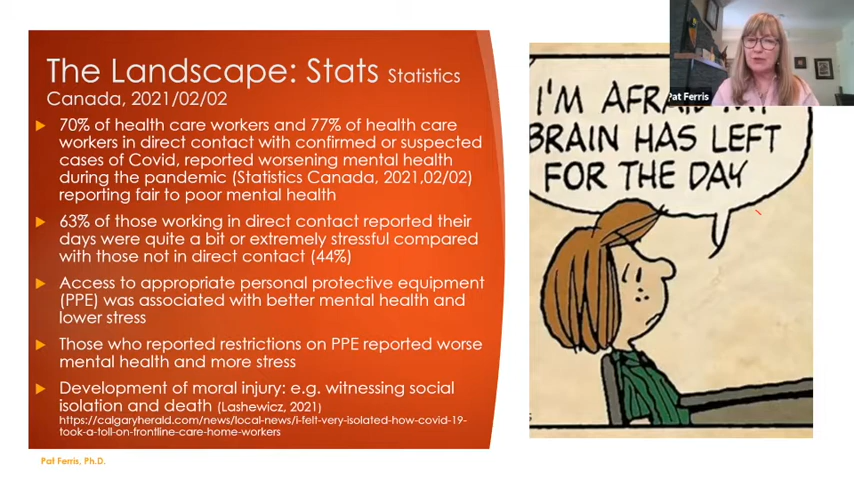 The Landscape: Stats Statistics
Canada, 2021/02/02
70% of health care workers and 77% of health care
workers in direct contact with confirmed or suspected
cases of Covid, reported worsening mental health
during the pandemic (Statistics Canada, 2021,02/02)
reporting fair to poor mental health
63% of those working in direct contact reported their
days were quite a bit or extremely stressful compared
with those not in direct contact (44%)
Access to appropriate personal protective equipment
(PPE) was associated with better mental health and
lower stress
Those who reported restrictions on PPE reported worse
mental health and more stress
Development of moral injury: e.g. witnessing social
isolation and death (Lashewicz, 2021)
https://calgaryherald.com/news/local-news/i-felt-very-isolated-how-covid-19-
took-a-toll-on-frontline-care-home-workers
Pat Ferris, Ph.D.
I'M AFRAID MY
BRAIN HAS LEFT
FOR THE DAY
Pat Ferris